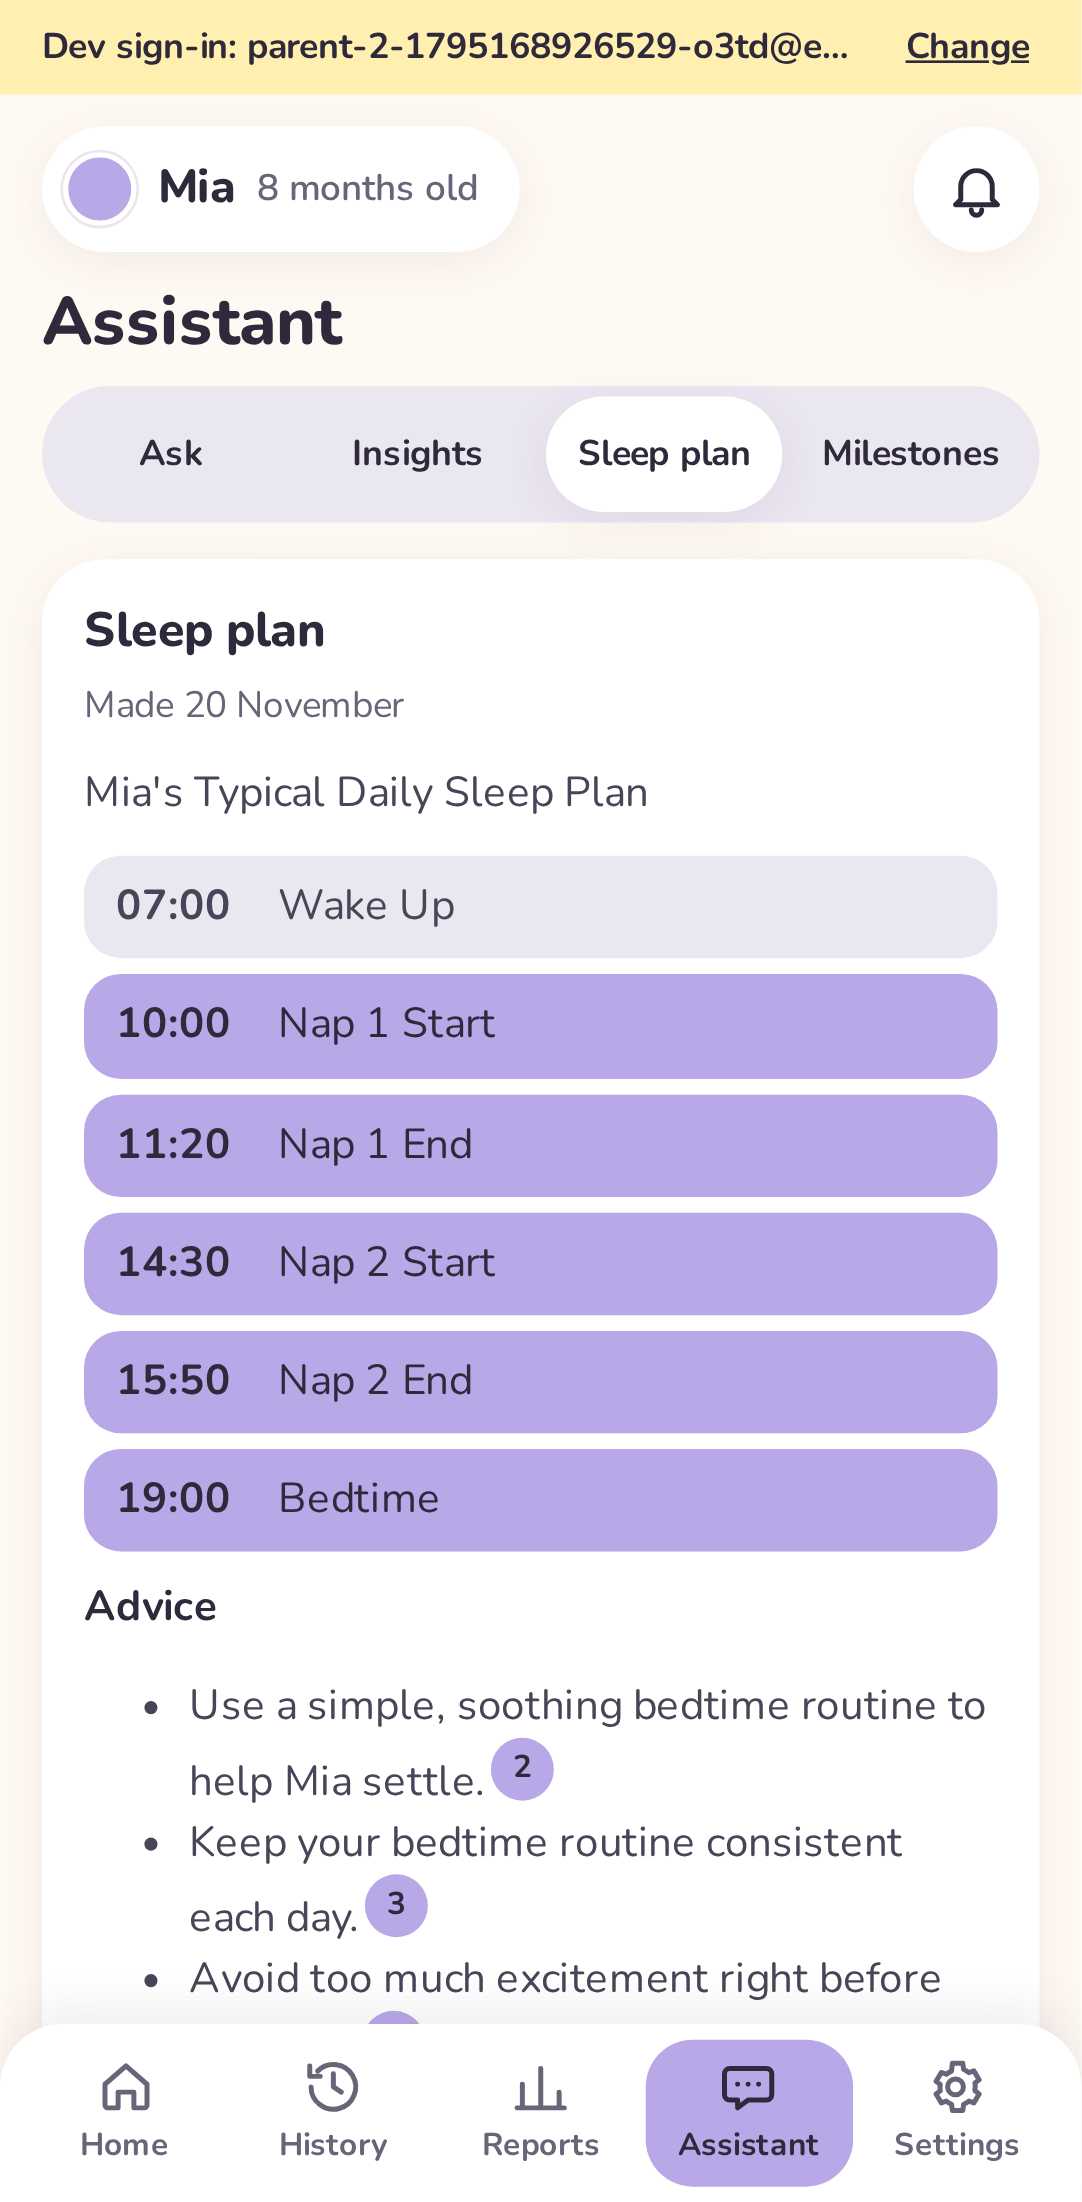 Dev sign-in: parent-2-1795168926529-o3td@e... Change
Mia 8 months old
Assistant
Ask Insights Sleep plan Milestones
Sleep plan
Made 20 November
Mia's Typical Daily Sleep Plan
07:00 Wake Up
10:00 Nap 1 Start
11:20 Nap 1 End
14:30 Nap 2 Start
15:50 Nap 2 End
19:00 Bedtime
Advice
• Use a simple, soothing bedtime routine to
help Mia settle. 2
• Keep your bedtime routine consistent
each day. 3
• Avoid too much excitement right before
Home History Reports Assistant Settings